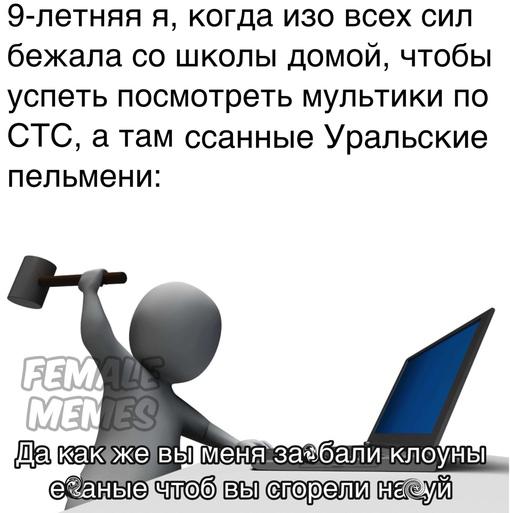 9-летняя я, когда изо всех сил
бежала со школы домой, чтобы
успеть посмотреть мультики по
СТС, а там ссанные Уральские
пельмени:
FEMALE
MEMES
Да как же вы меня за🌀бали клоуны
е🌀аные чтоб вы сгорели на🌀уй